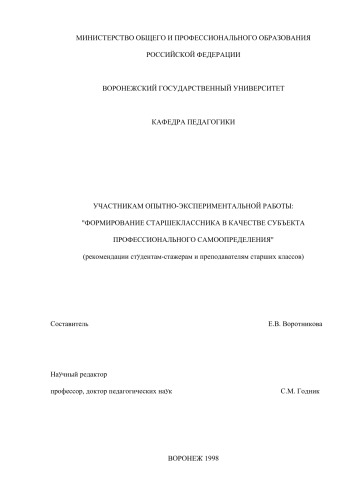 МИНИСТЕРСТВО ОБЩЕГО И ПРОФЕССИОНАЛЬНОГО ОБРАЗОВАНИЯ
РОССИЙСКОЙ ФЕДЕРАЦИИ
ВОРОНЕЖСКИЙ ГОСУДАРСТВЕННЫЙ УНИВЕРСИТЕТ
КАФЕДРА ПЕДАГОГИКИ
УЧАСТНИКАМ ОПЫТНО-ЭКСПЕРИМЕНТАЛЬНОЙ РАБОТЫ:
"ФОРМИРОВАНИЕ СТАРШЕКЛАССНИКА В КАЧЕСТВЕ СУБЪЕКТА
ПРОФЕССИОНАЛЬНОГО САМООПРЕДЕЛЕНИЯ"
(рекомендации студентам-стажерам и преподавателям старших классов)
Составитель Е.В. Воротникова
Научный редактор
профессор, доктор педагогических наук С.М. Годник
ВОРОНЕЖ 1998